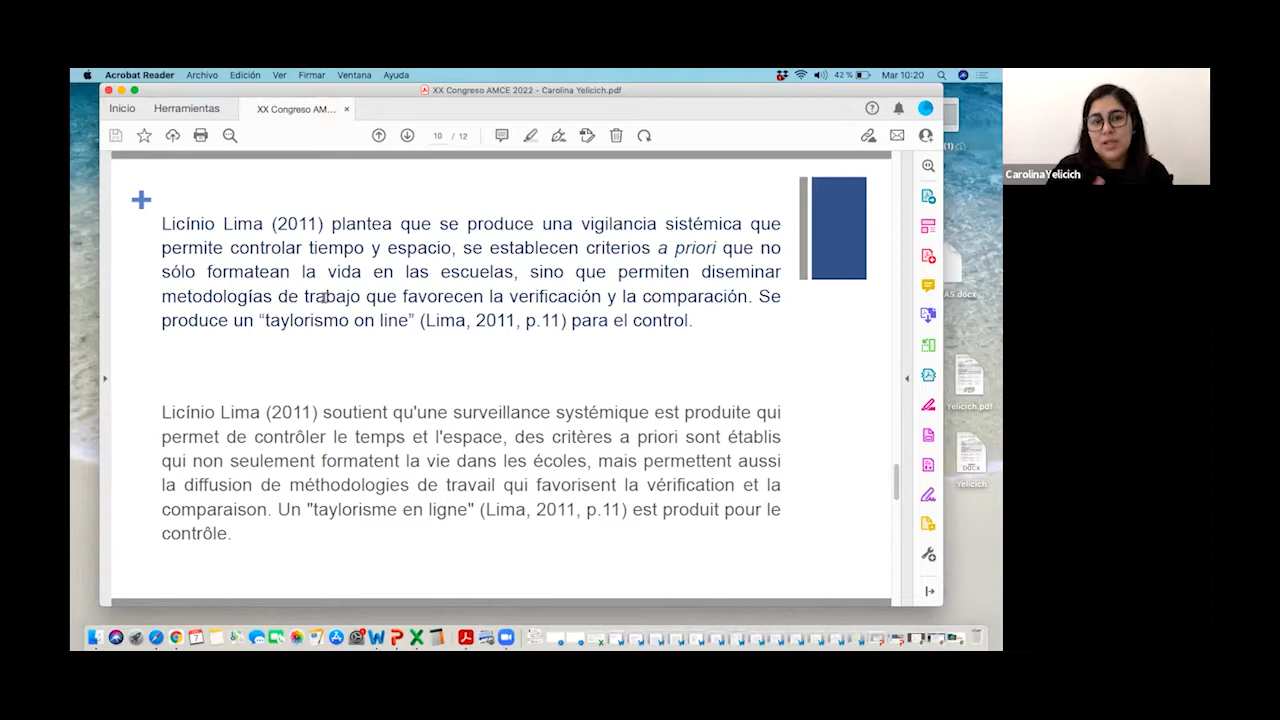 Acrobat Reader Archivo Edición Ver Firmar Ventana Ayuda 42 % Mar 10:20
XX Congreso AMCE 2022 - Carolina Yelicich.pdf
Inicio Herramientas XX Congreso AM... ×
10 / 12
Licínio Lima (2011) plantea que se produce una vigilancia sistémica que
permite controlar tiempo y espacio, se establecen criterios a priori que no
sólo formatean la vida en las escuelas, sino que permiten diseminar
metodologías de trabajo que favorecen la verificación y la comparación. Se
produce un “taylorismo on line” (Lima, 2011, p.11) para el control.
Licínio Lima (2011) soutient qu'une surveillance systémique est produite qui
permet de contrôler le temps et l'espace, des critères a priori sont établis
qui non seulement formatent la vie dans les écoles, mais permettent aussi
la diffusion de méthodologies de travail qui favorisent la vérification et la
comparaison. Un "taylorisme en ligne" (Lima, 2011, p.11) est produit pour le
contrôle.
(1)
AS.docx
PDF
Yelicich.pdf
DOCX
Yelicich
CarolinaYelicich